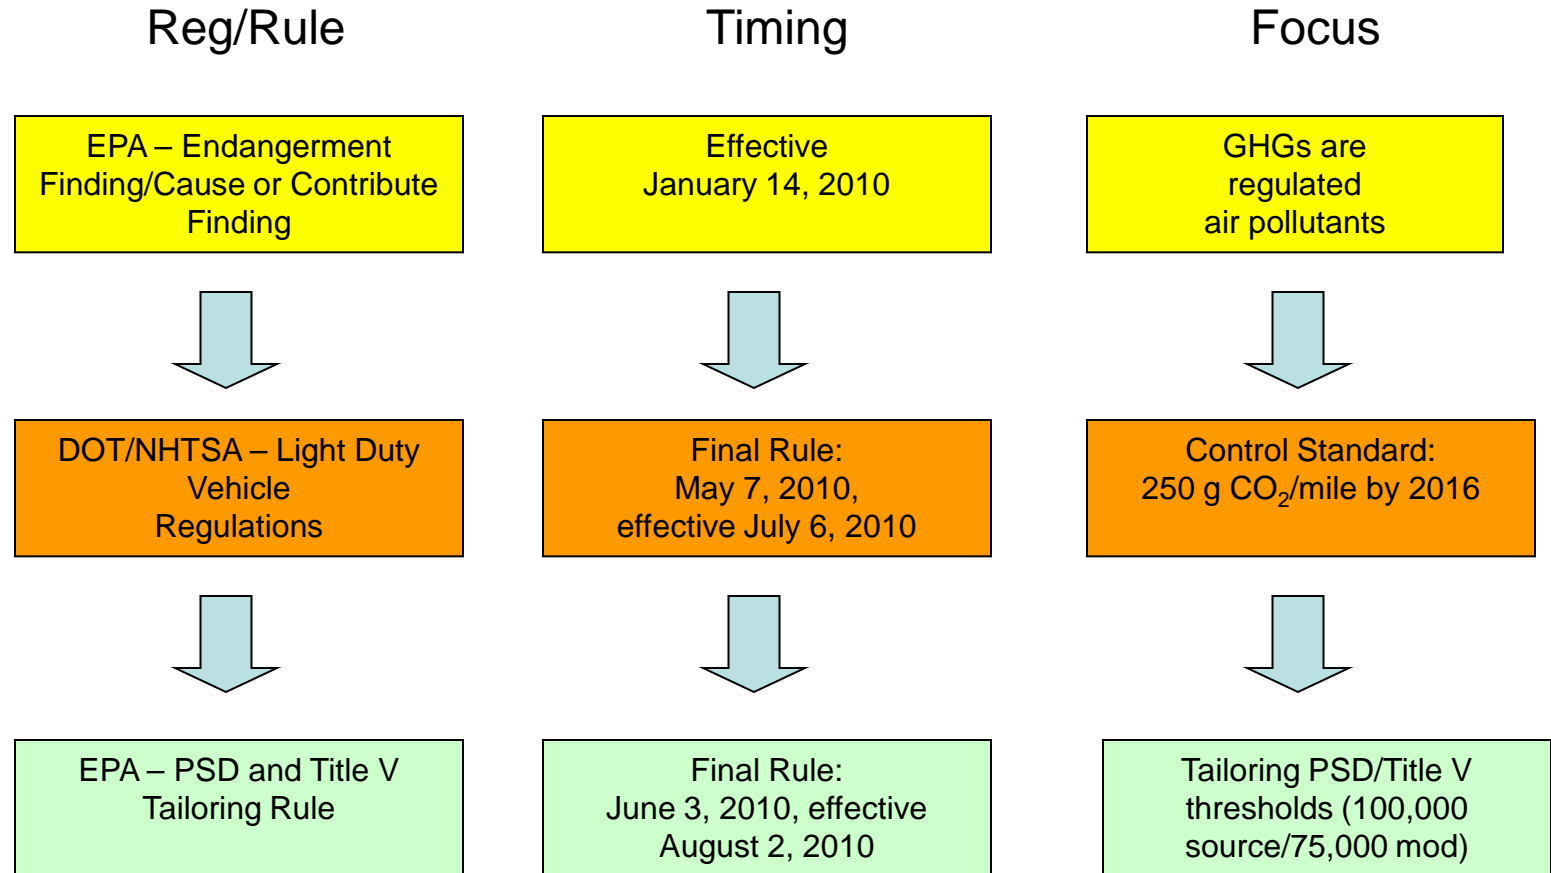 Reg/Rule
Timing
Focus
EPA – Endangerment
Finding/Cause or Contribute
Finding
Effective
January 14, 2010
GHGs are
regulated
air pollutants
DOT/NHTSA – Light Duty
Vehicle
Regulations
Final Rule:
May 7, 2010,
effective July 6, 2010
Control Standard:
250 g CO₂/mile by 2016
EPA – PSD and Title V
Tailoring Rule
Final Rule:
June 3, 2010, effective
August 2, 2010
Tailoring PSD/Title V
thresholds (100,000
source/75,000 mod)